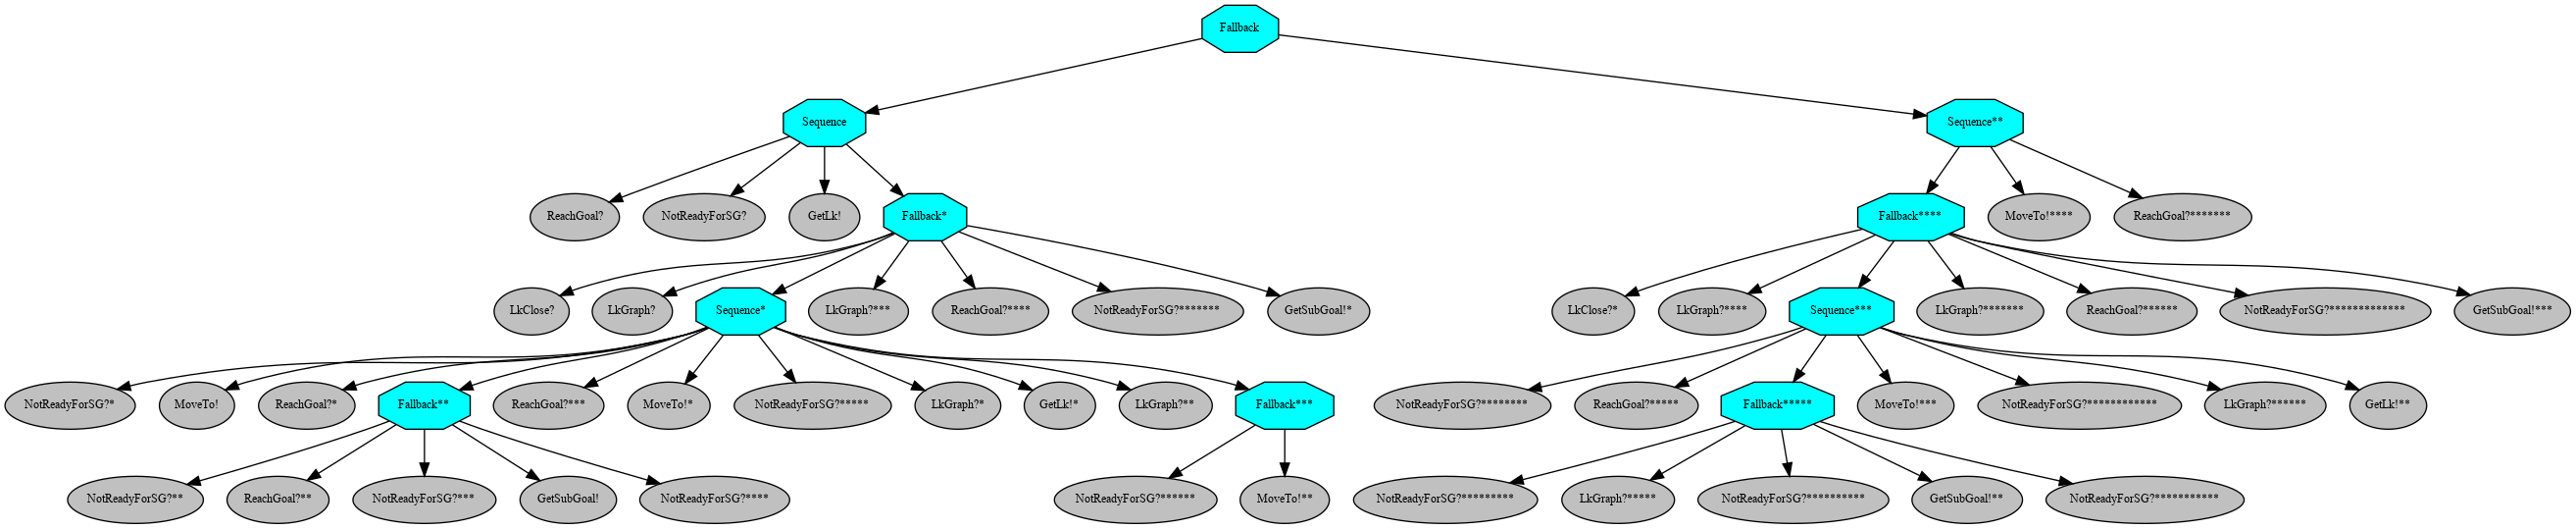 Fallback
Sequence
Sequence**
ReachGoal?
NotReadyForSG?
GetLk!
Fallback*
Fallback****
MoveTo!****
ReachGoal?*******
LkClose?
LkGraph?
Sequence*
LkGraph?***
ReachGoal?****
NotReadyForSG?*******
GetSubGoal!*
LkClose?*
LkGraph?****
Sequence***
LkGraph?*******
ReachGoal?******
NotReadyForSG?*************
GetSubGoal!***
NotReadyForSG?*
MoveTo!
ReachGoal?*
Fallback**
ReachGoal?***
MoveTo!*
NotReadyForSG?*****
LkGraph?*
GetLk!*
LkGraph?**
Fallback***
NotReadyForSG?********
ReachGoal?*****
Fallback*****
MoveTo!***
NotReadyForSG?************
LkGraph?******
GetLk!**
NotReadyForSG?**
ReachGoal?**
NotReadyForSG?***
GetSubGoal!
NotReadyForSG?****
NotReadyForSG?******
MoveTo!**
NotReadyForSG?*********
LkGraph?*****
NotReadyForSG?**********
GetSubGoal!**
NotReadyForSG?***********